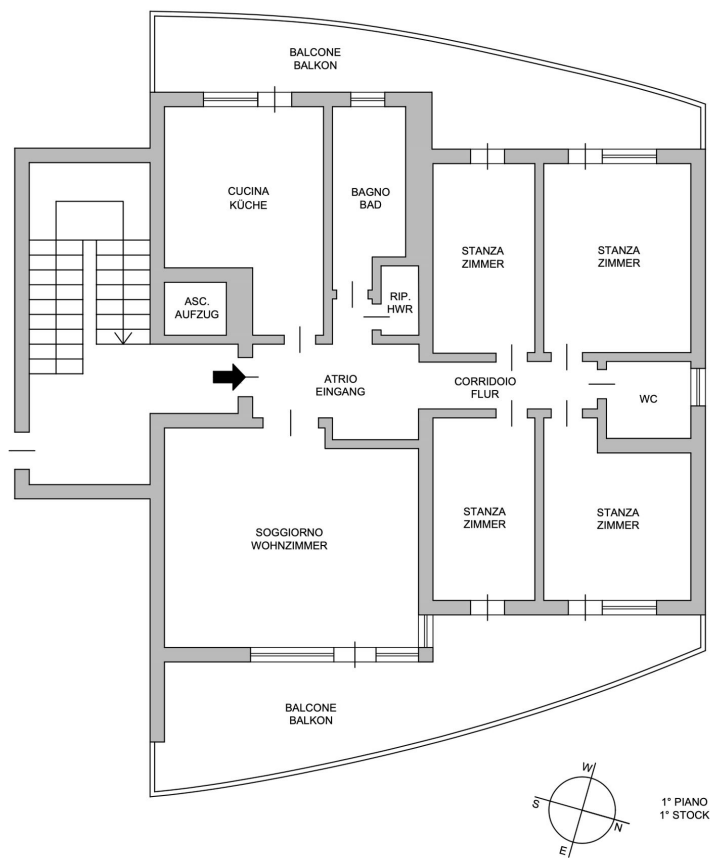 BALCONE
BALKON
CUCINA
KÜCHE
BAGNO
BAD
STANZA
ZIMMER
STANZA
ZIMMER
ASC.
AUFZUG
RIP.
HWR
ATRIO
EINGANG
CORRIDOIO
FLUR
WC
SOGGIORNO
WOHNZIMMER
STANZA
ZIMMER
STANZA
ZIMMER
BALCONE
BALKON
W
S
N
E
1° PIANO
1° STOCK